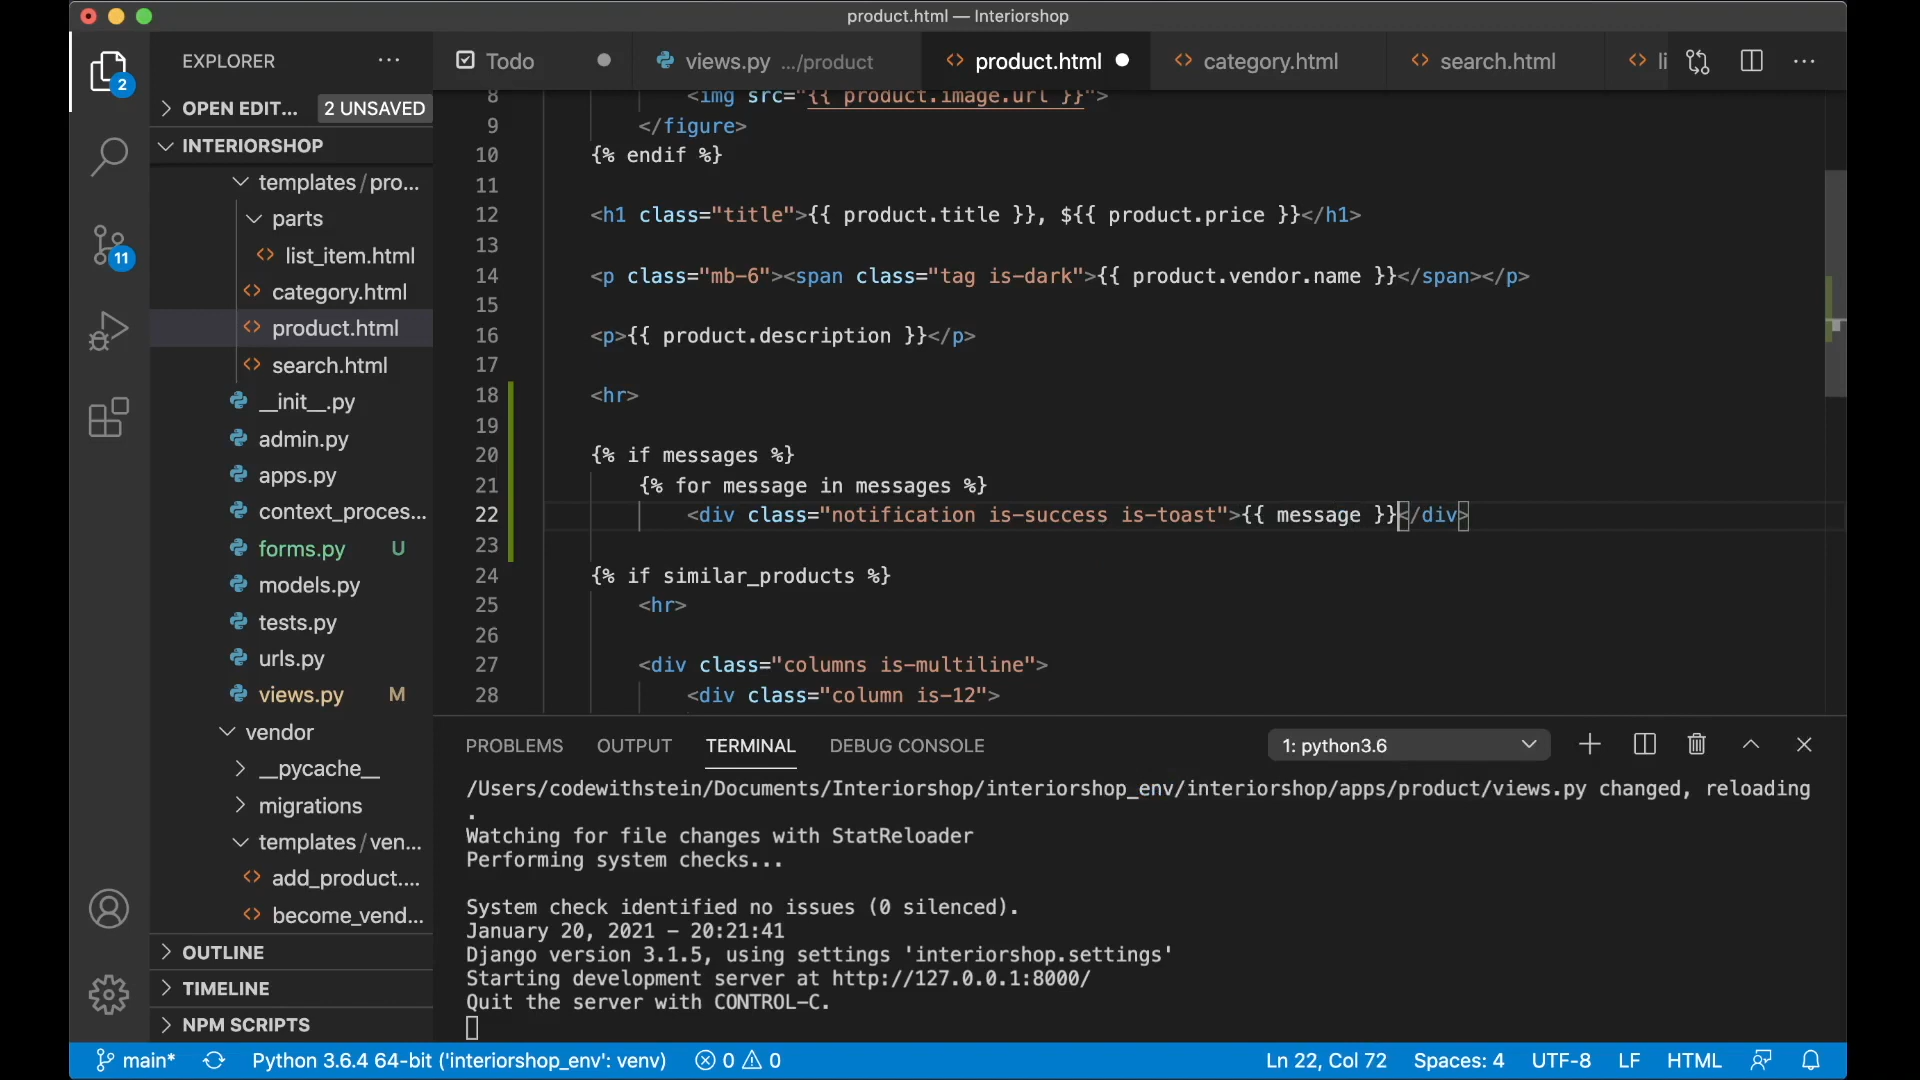 product.html — Interiorshop
EXPLORER
Todo
views.py .../product
product.html
category.html
search.html
li
OPEN EDIT... 2 UNSAVED
INTERIORSHOP
templates/pro...
parts
list_item.html
category.html
product.html
search.html
__init__.py
admin.py
apps.py
context_proces...
forms.py U
models.py
tests.py
urls.py
views.py M
vendor
__pycache__
migrations
templates/ven...
add_product....
become_vend...
OUTLINE
TIMELINE
NPM SCRIPTS
2
11
8 <img src="{{ product.image.url }}">
9 </figure>
10 {% endif %}
11
12 <h1 class="title">{{ product.title }}, ${{ product.price }}</h1>
13
14 <p class="mb-6"><span class="tag is-dark">{{ product.vendor.name }}</span></p>
15
16 <p>{{ product.description }}</p>
17
18 <hr>
19
20 {% if messages %}
21 {% for message in messages %}
22 <div class="notification is-success is-toast">{{ message }}</div>
23
24 {% if similar_products %}
25 <hr>
26
27 <div class="columns is-multiline">
28 <div class="column is-12">
PROBLEMS OUTPUT TERMINAL DEBUG CONSOLE 1: python3.6
/Users/codewithstein/Documents/Interiorshop/interiorshop_env/interiorshop/apps/product/views.py changed, reloading
.
Watching for file changes with StatReloader
Performing system checks...
System check identified no issues (0 silenced).
January 20, 2021 - 20:21:41
Django version 3.1.5, using settings 'interiorshop.settings'
Starting development server at http://127.0.0.1:8000/
Quit the server with CONTROL-C.
main* Python 3.6.4 64-bit ('interiorshop_env': venv) 0 0 Ln 22, Col 72 Spaces: 4 UTF-8 LF HTML